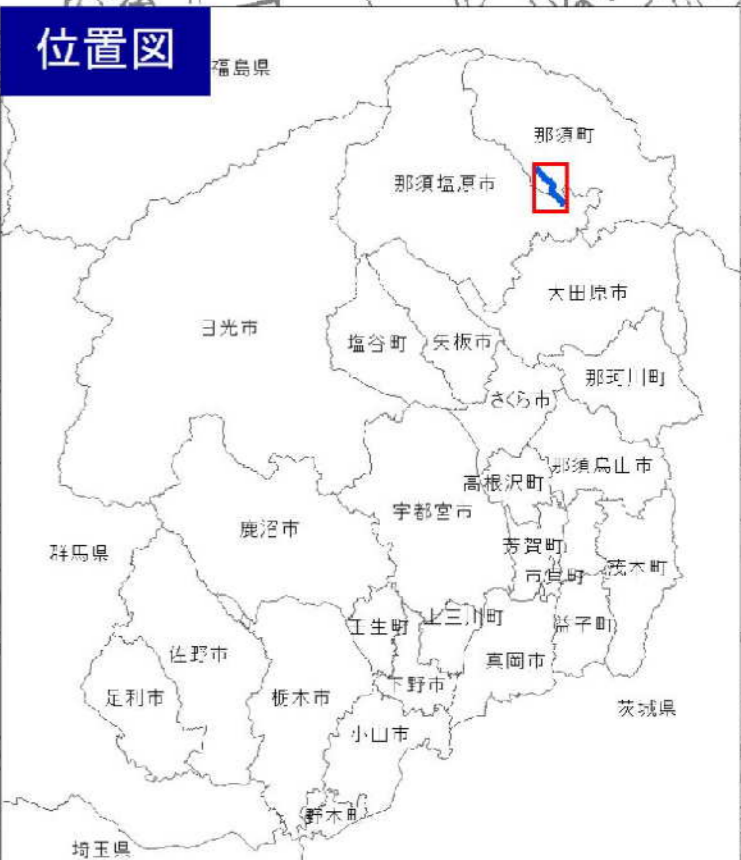 位置図
福島県
那須町
那須塩原市
大田原市
日光市
塩谷町
矢板市
那珂川町
さくら市
那須烏山市
高根沢町
宇都宮市
鹿沼市
芳賀町
群馬県
茂木町
市貝町
壬生町
上三川町
益子町
佐野市
真岡市
下野市
足利市
栃木市
茨城県
小山市
野木町
埼玉県